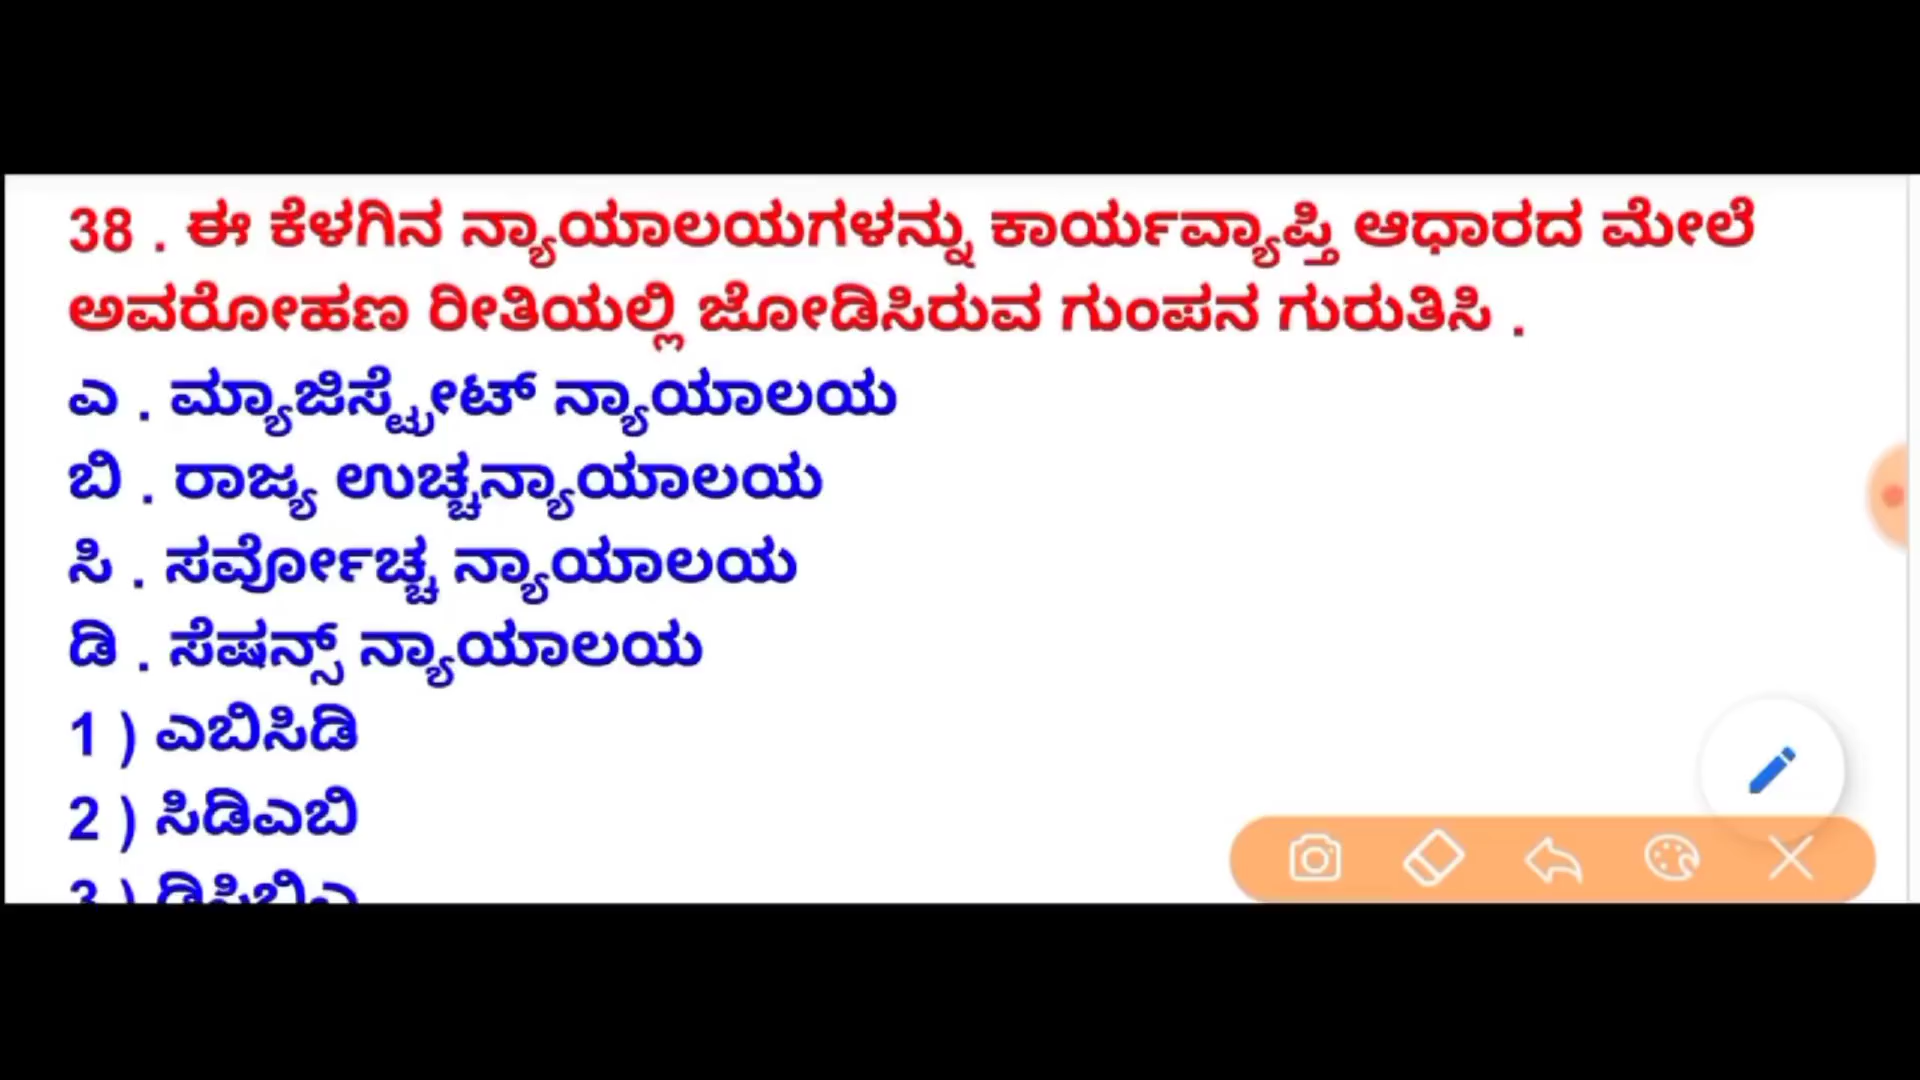 38 . ಈ ಕೆಳಗಿನ ನ್ಯಾಯಾಲಯಗಳನ್ನು ಕಾರ್ಯವ್ಯಾಪ್ತಿ ಆಧಾರದ ಮೇಲೆ
ಅವರೋಹಣ ರೀತಿಯಲ್ಲಿ ಜೋಡಿಸಿರುವ ಗುಂಪನ ಗುರುತಿಸಿ .
ಎ . ಮ್ಯಾಜಿಸ್ಟ್ರೇಟ್ ನ್ಯಾಯಾಲಯ
ಬಿ . ರಾಜ್ಯ ಉಚ್ಚನ್ಯಾಯಾಲಯ
ಸಿ . ಸರ್ವೋಚ್ಚ ನ್ಯಾಯಾಲಯ
ಡಿ . ಸೆಷನ್ಸ್ ನ್ಯಾಯಾಲಯ
1 ) ಎಬಿಸಿಡಿ
2 ) ಸಿಡಿಎಬಿ
3 ) ಡಿಸಿಬಿಎ